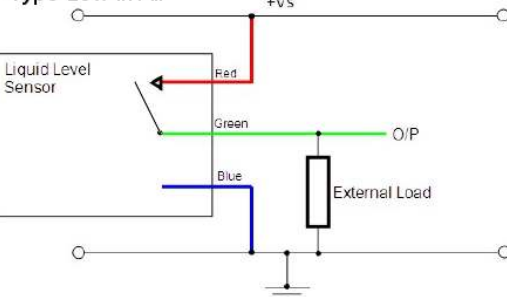 +Vs
Liquid Level
Sensor
Red
Green
O/P
Blue
External Load